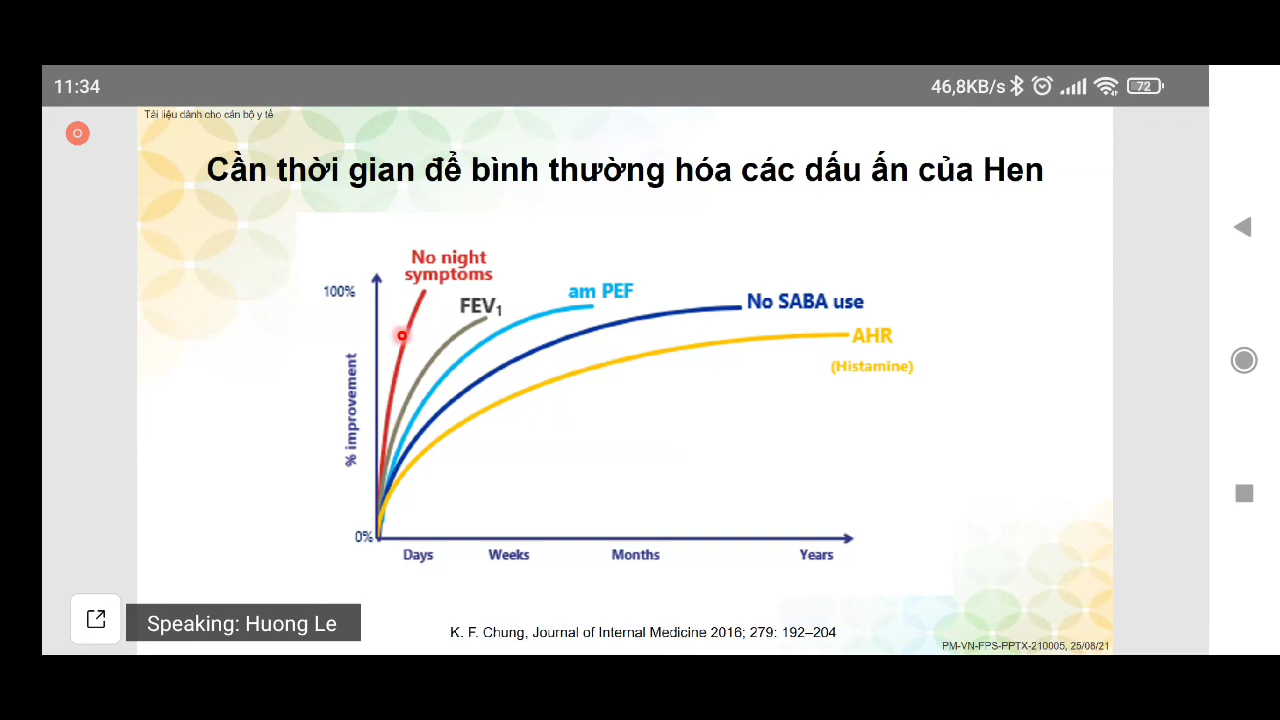 11:34
46,8KB/s
72
Tài liệu dành cho cán bộ y tế
Cần thời gian để bình thường hóa các dấu ấn của Hen
No night
symptoms
100%
FEV1
am PEF
No SABA use
AHR
(Histamine)
% improvement
0%
Days Weeks Months Years
Speaking: Huong Le
K. F. Chung, Journal of Internal Medicine 2016; 279: 192–204
PM-VN-FPS-PPTX-210005, 25/08/21